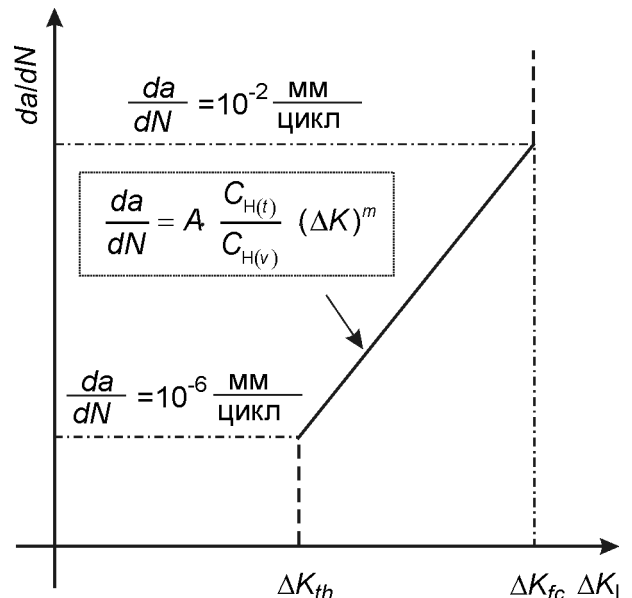 da/dN
da/dN = 10⁻² мм/цикл
da/dN = A· C_H(t)/C_H(v) (ΔK)ᵐ
da/dN = 10⁻⁶ мм/цикл
ΔK_th ΔK_fc ΔK_I